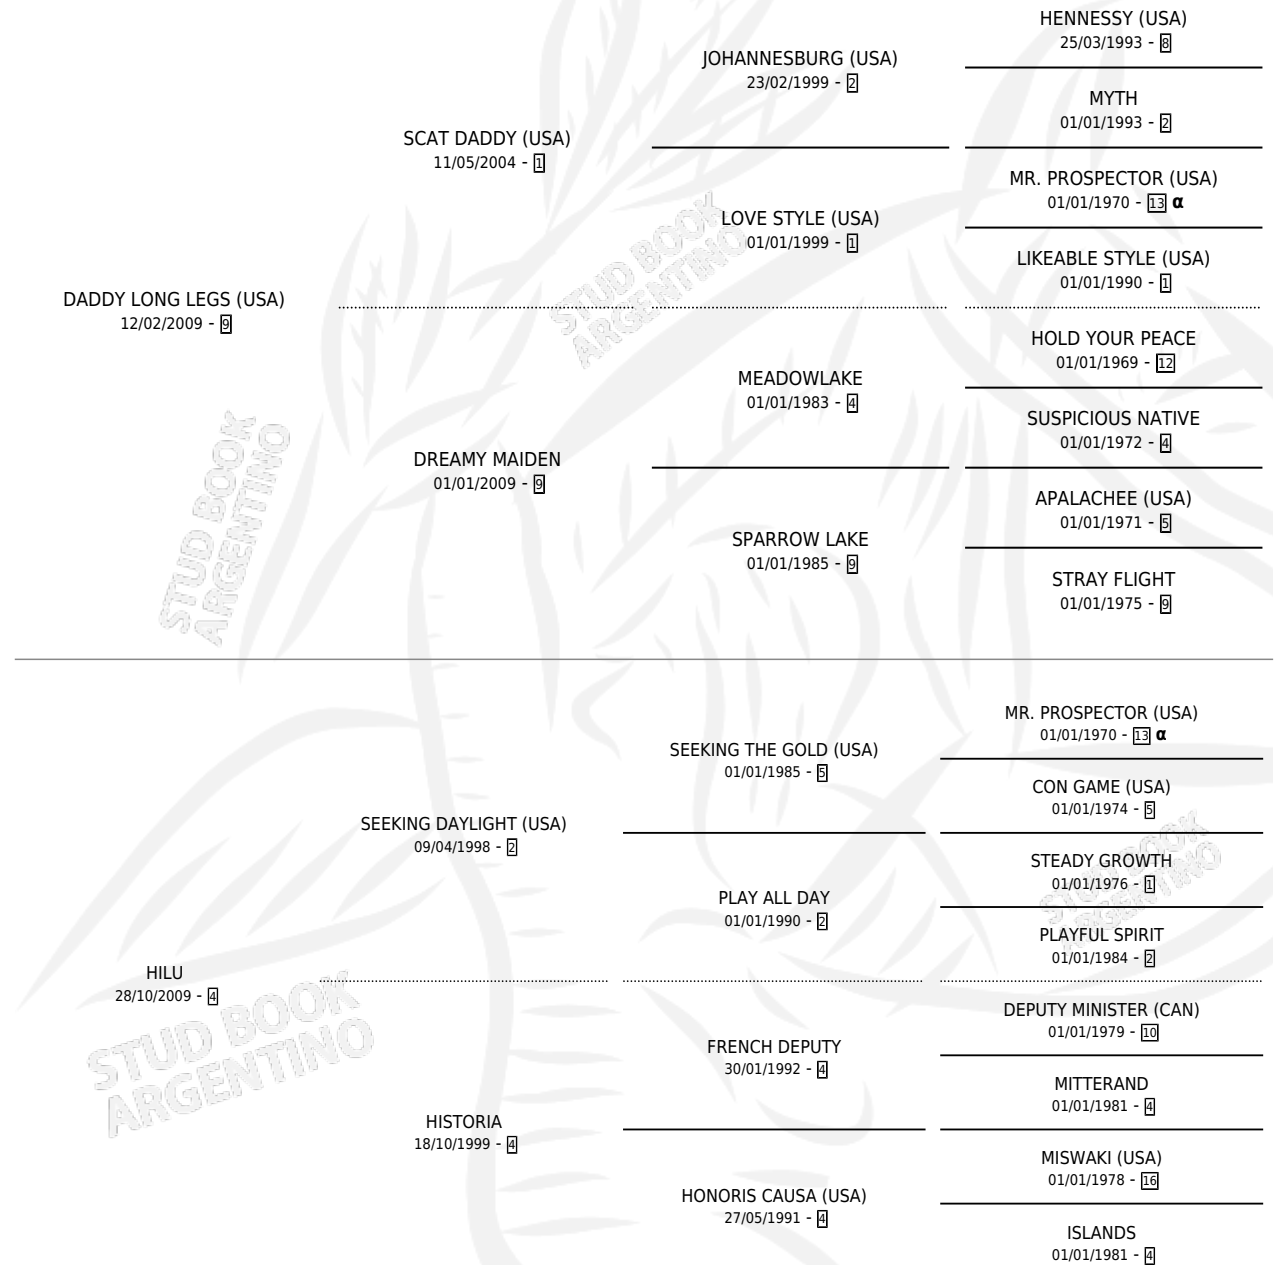 HENNESSY (USA)
25/03/1993 - 8
JOHANNESBURG (USA)
23/02/1999 - 2
MYTH
01/01/1993 - 2
SCAT DADDY (USA)
11/05/2004 - 1
MR. PROSPECTOR (USA)
01/01/1970 - 13 α
LOVE STYLE (USA)
01/01/1999 - 1
LIKEABLE STYLE (USA)
01/01/1990 - 1
DADDY LONG LEGS (USA)
12/02/2009 - 9
HOLD YOUR PEACE
01/01/1969 - 12
MEADOWLAKE
01/01/1983 - 4
SUSPICIOUS NATIVE
01/01/1972 - 4
DREAMY MAIDEN
01/01/2009 - 9
APALACHEE (USA)
01/01/1971 - 5
SPARROW LAKE
01/01/1985 - 9
STRAY FLIGHT
01/01/1975 - 9
STUD BOOK
ARGENTINO
STUD BOOK
ARGENTINO
MR. PROSPECTOR (USA)
01/01/1970 - 13 α
SEEKING THE GOLD (USA)
01/01/1985 - 5
CON GAME (USA)
01/01/1974 - 5
SEEKING DAYLIGHT (USA)
09/04/1998 - 2
STEADY GROWTH
01/01/1976 - 1
PLAY ALL DAY
01/01/1990 - 2
PLAYFUL SPIRIT
01/01/1984 - 2
HILU
28/10/2009 - 4
DEPUTY MINISTER (CAN)
01/01/1979 - 10
FRENCH DEPUTY
30/01/1992 - 4
MITTERAND
01/01/1981 - 4
HISTORIA
18/10/1999 - 4
MISWAKI (USA)
01/01/1978 - 16
HONORIS CAUSA (USA)
27/05/1991 - 4
ISLANDS
01/01/1981 - 4
STUD BOOK
ARGENTINO
STUD BOOK
ARGENTINO